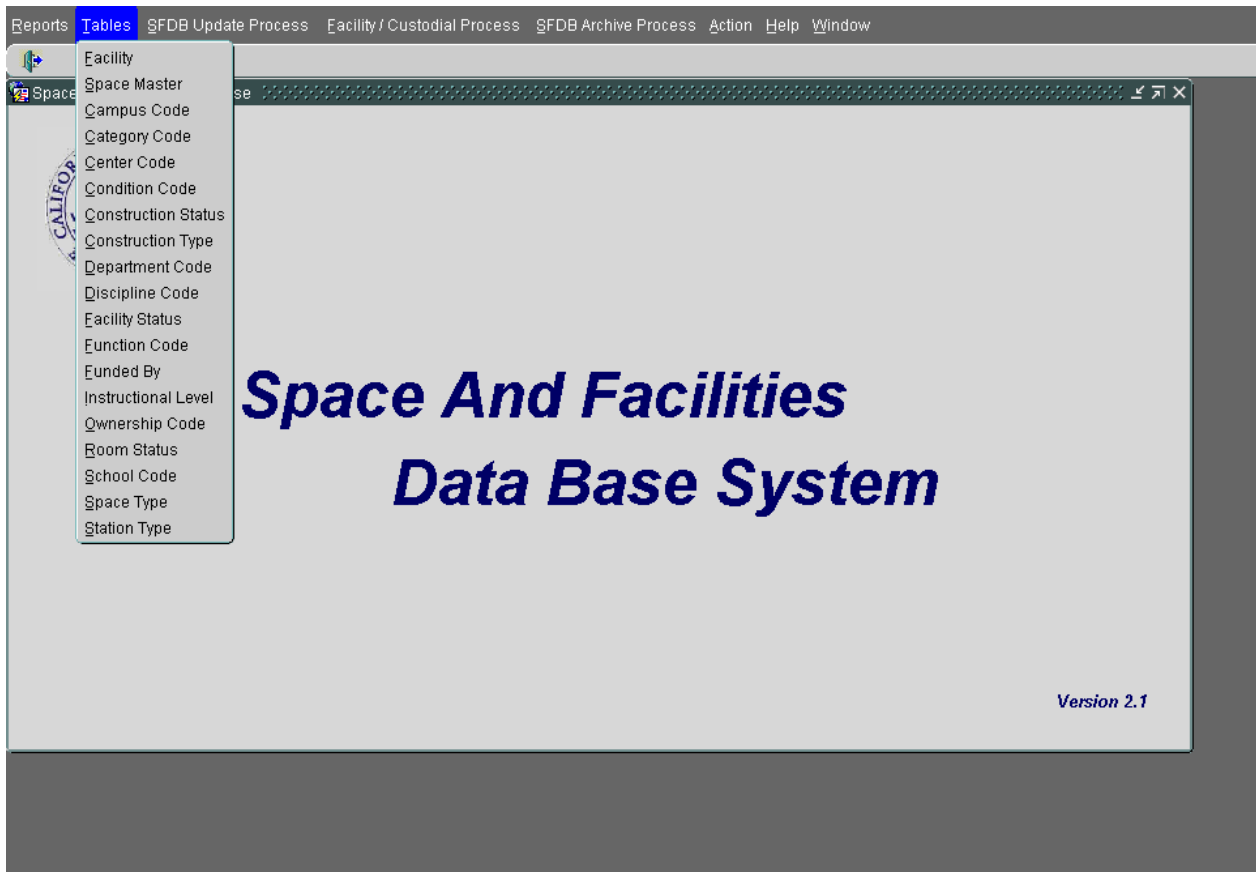 Reports Tables SFDB Update Process Facility / Custodial Process SFDB Archive Process Action Help Window
Facility
Space Master
Space se
Campus Code
Category Code
Center Code
Condition Code
Construction Status
Construction Type
Department Code
Discipline Code
Facility Status
Function Code
Funded By
Instructional Level
Ownership Code
Room Status
School Code
Space Type
Station Type
CALIFOR
Space And Facilities
Data Base System
Version 2.1